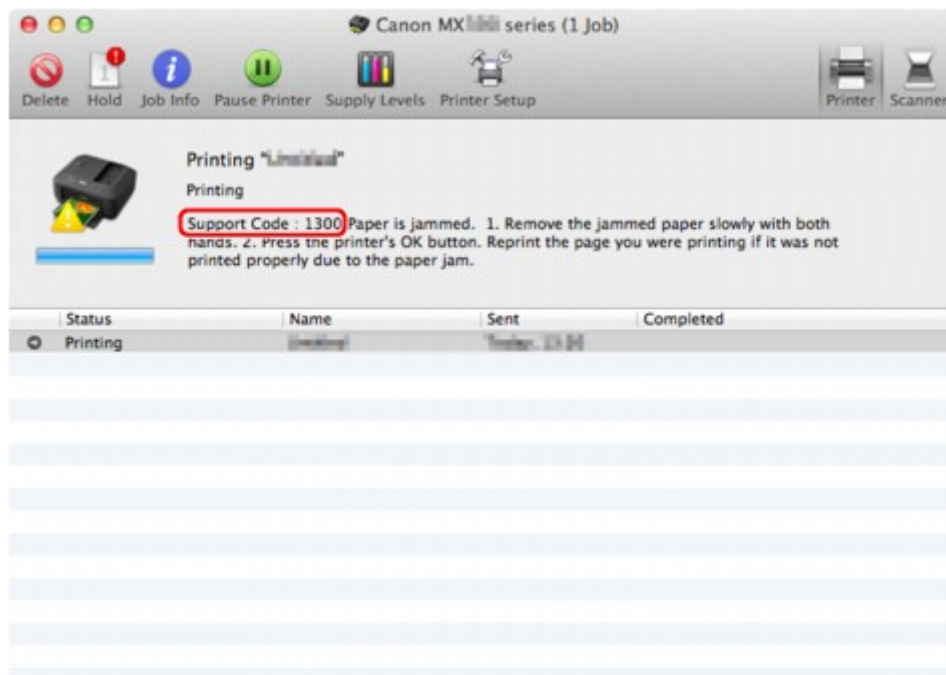 Canon MX series (1 Job)
Delete Hold Job Info Pause Printer Supply Levels Printer Setup Printer Scanner
Printing " "
Printing
Support Code : 1300 Paper is jammed. 1. Remove the jammed paper slowly with both
hands. 2. Press the printer's OK button. Reprint the page you were printing if it was not
printed properly due to the paper jam.
Status Name Sent Completed
Printing